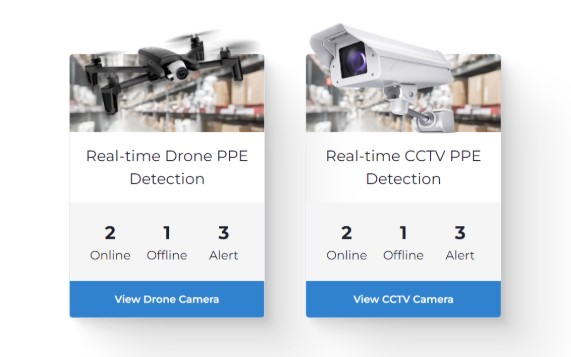 Real-time Drone PPE
Detection
2 1 3
Online Offline Alert
View Drone Camera
Real-time CCTV PPE
Detection
2 1 3
Online Offline Alert
View CCTV Camera